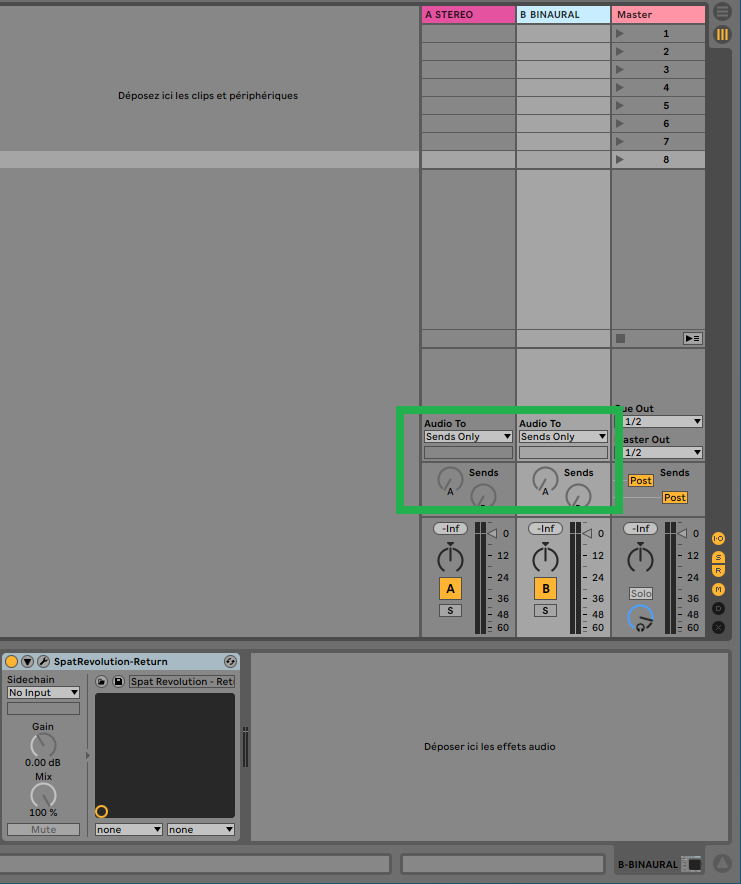 A STEREO
B BINAURAL
Master
1
2
3
4
5
6
7
8
Déposez ici les clips et périphériques
Audio To
Sends Only
Audio To
Sends Only
ue Out
1/2
aster Out
1/2
Sends
A
Sends
A
Sends
Post
Post
-Inf
0
12
24
36
48
60
A
S
-Inf
0
12
24
36
48
60
B
S
-Inf
0
12
24
36
48
60
Solo
I·O
S
R
M
D
X
SpatRevolution-Return
Sidechain
No Input
Spat Revolution - Ret
Gain
0.00 dB
Mix
100 %
Mute
none
none
Déposer ici les effets audio
B-BINAURAL